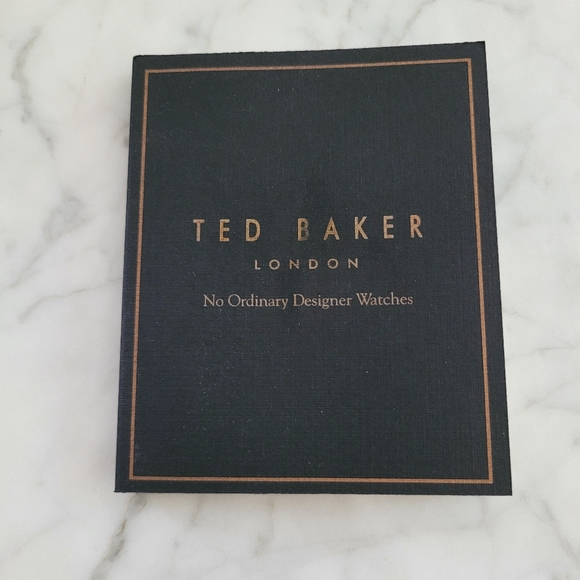 TED BAKER
LONDON
No Ordinary Designer Watches